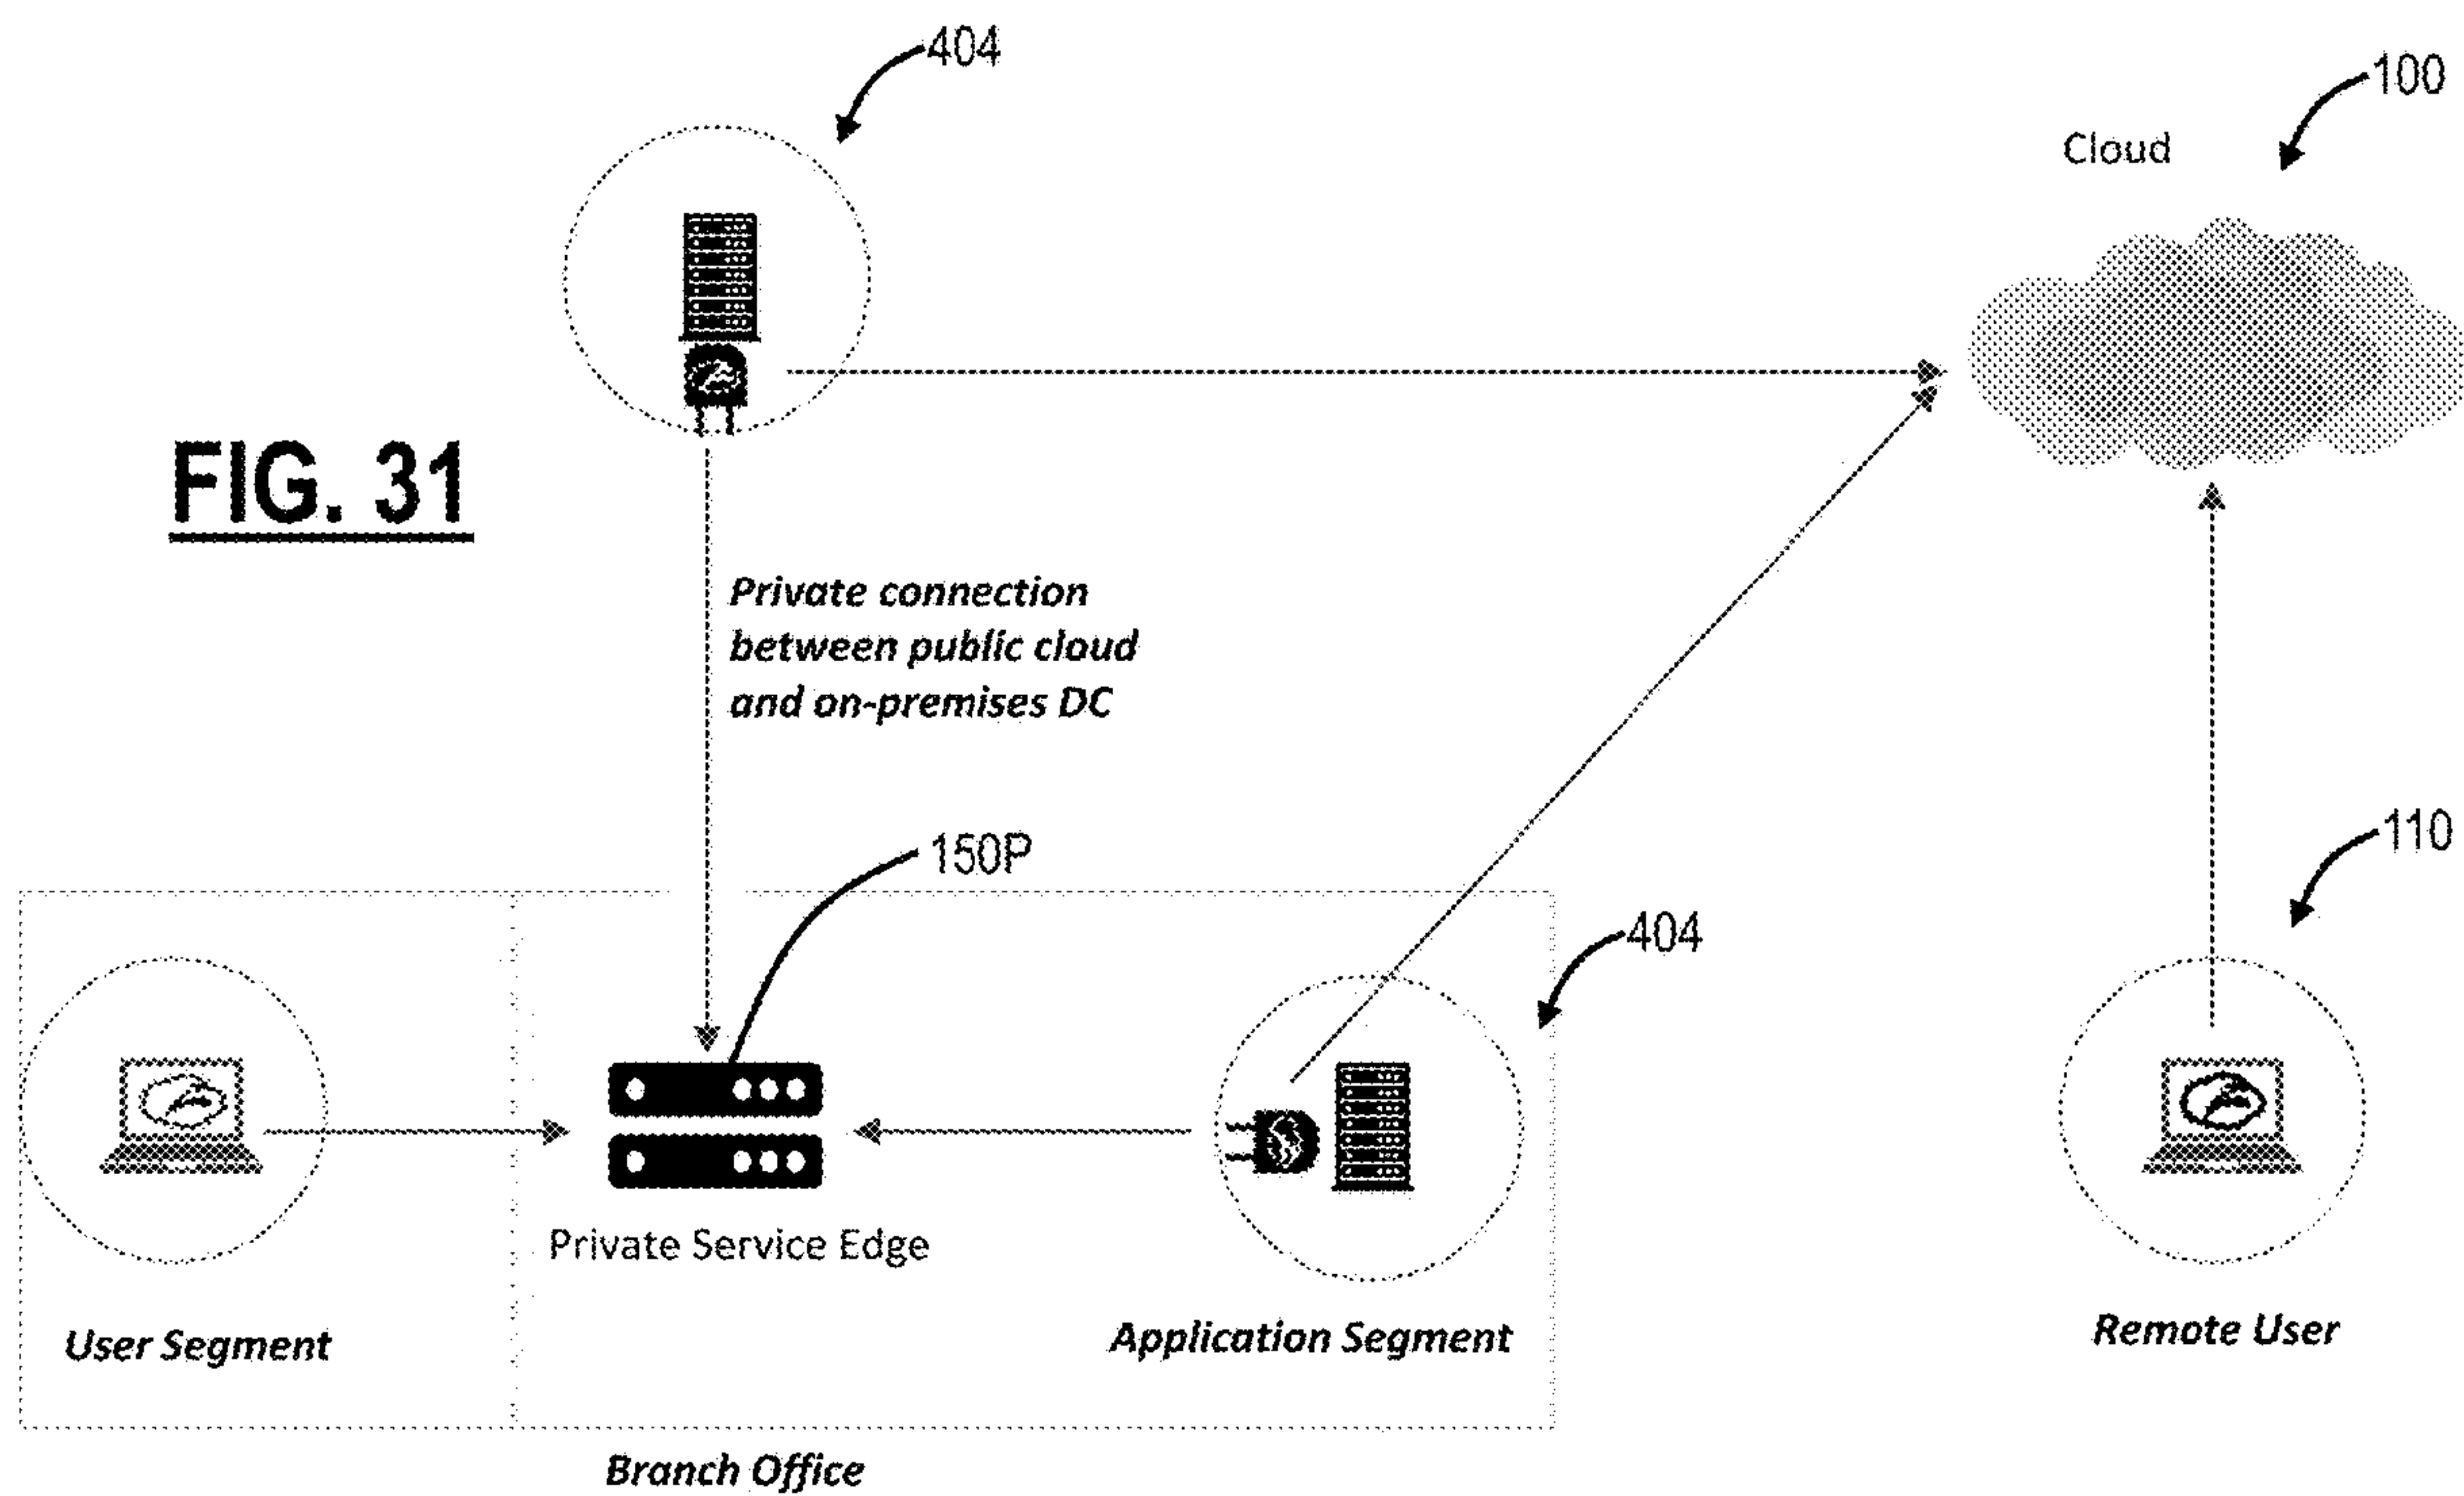 404
100
Cloud
FIG. 31
Private connection
between public cloud
and on-premises DC
150P
110
404
Private Service Edge
User Segment
Application Segment
Remote User
Branch Office